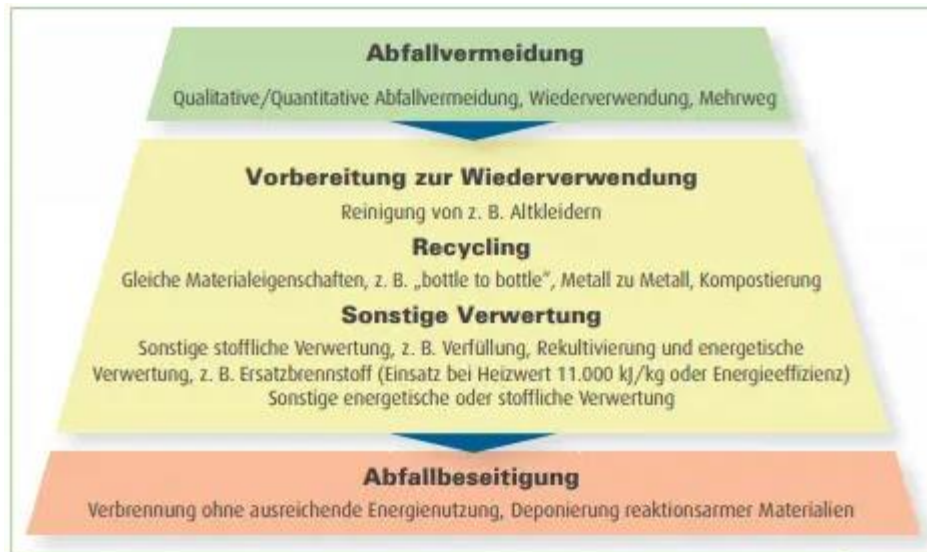 Abfallvermeidung
Qualitative/Quantitative Abfallvermeidung, Wiederverwendung, Mehrweg
Vorbereitung zur Wiederverwendung
Reinigung von z. B. Altkleidern
Recycling
Gleiche Materialeigenschaften, z. B. „bottle to bottle“, Metall zu Metall, Kompostierung
Sonstige Verwertung
Sonstige stoffliche Verwertung, z. B. Verfüllung, Rekultivierung und energetische
Verwertung, z. B. Ersatzbrennstoff (Einsatz bei Heizwert 11.000 kJ/kg oder Energieeffizienz)
Sonstige energetische oder stoffliche Verwertung
Abfallbeseitigung
Verbrennung ohne ausreichende Energienutzung, Deponierung reaktionsarmer Materialien